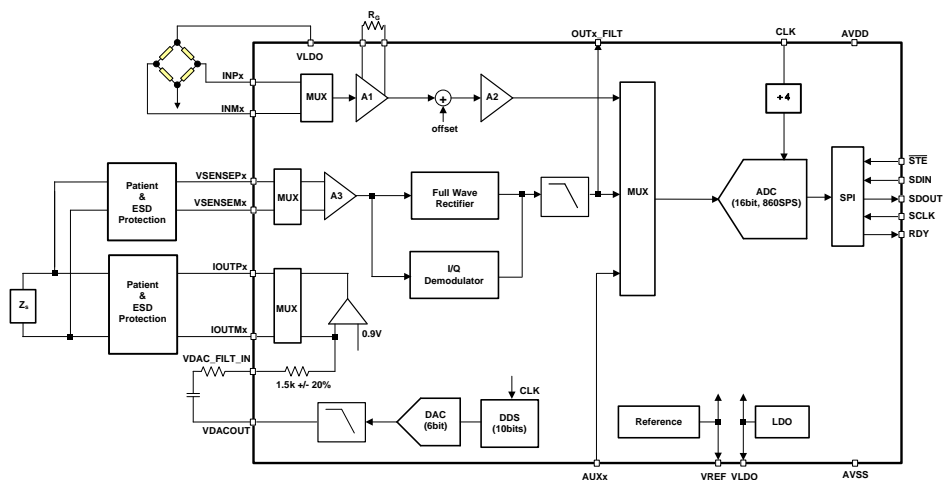 R_G
OUTx_FILT
CLK
AVDD
VLDO
INPx
INMx
MUX
A1
+
offset
A2
÷4
Patient
&
ESD
Protection
VSENSEPx
VSENSEMx
MUX
A3
Full Wave
Rectifier
I/Q
Demodulator
MUX
ADC
(16bit, 860SPS)
SPI
STE
SDIN
SDOUT
SCLK
RDY
Z_s
Patient
&
ESD
Protection
IOUTPx
IOUTMx
MUX
0.9V
VDAC_FILT_IN
1.5k +/- 20%
VDACOUT
DAC
(6bit)
CLK
DDS
(10bits)
Reference
LDO
AUXx
VREF
VLDO
AVSS